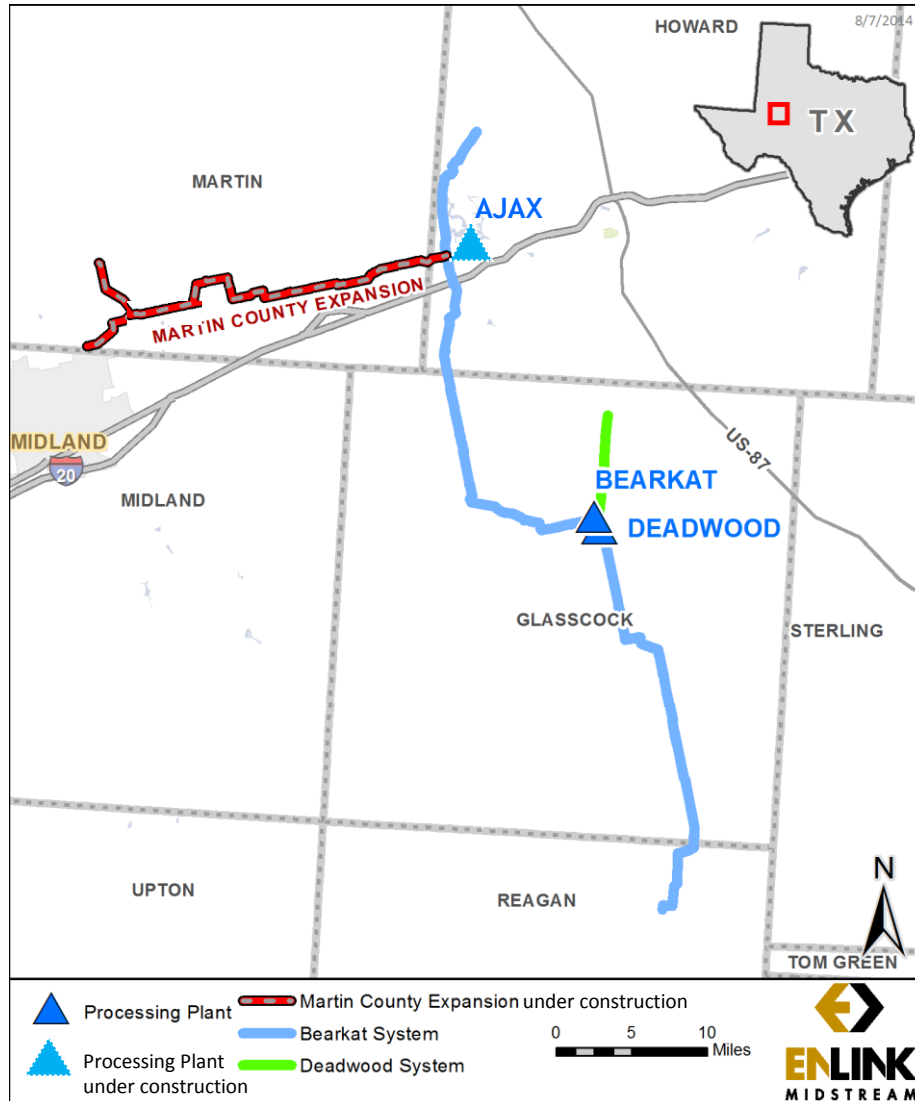 8/7/2014
HOWARD
TX
MARTIN
AJAX
MARTIN COUNTY EXPANSION
MIDLAND
20
MIDLAND
US-87
BEARKAT
DEADWOOD
GLASSCOCK
STERLING
UPTON
REAGAN
N
TOM GREEN
Processing Plant
Processing Plant
under construction
Martin County Expansion under construction
Bearkat System
Deadwood System
0 5 10
Miles
ENLINK
MIDSTREAM